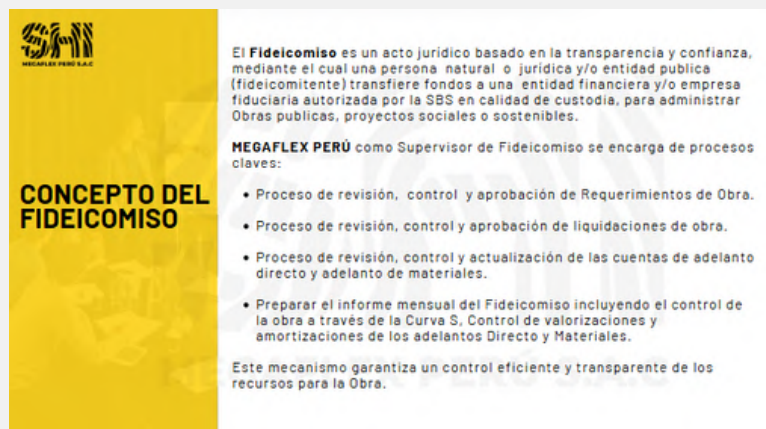 SHI
MEGAFLEX PERÚ S.A.C
CONCEPTO DEL
FIDEICOMISO
El Fideicomiso es un acto jurídico basado en la transparencia y confianza,
mediante el cual una persona natural o jurídica y/o entidad publica
(fideicomitente) transfiere fondos a una entidad financiera y/o empresa
fiduciaria autorizada por la SBS en calidad de custodia, para administrar
Obras publicas, proyectos sociales o sostenibles.
MEGAFLEX PERÚ como Supervisor de Fideicomiso se encarga de procesos
claves:
• Proceso de revisión, control y aprobación de Requerimientos de Obra.
• Proceso de revisión, control y aprobación de liquidaciones de obra.
• Proceso de revisión, control y actualización de las cuentas de adelanto
directo y adelanto de materiales.
• Preparar el informe mensual del Fideicomiso incluyendo el control de
la obra a través de la Curva S, Control de valorizaciones y
amortizaciones de los adelantos Directo y Materiales.
Este mecanismo garantiza un control eficiente y transparente de los
recursos para la Obra.
MEGAFLEX PERÚ S.A.C